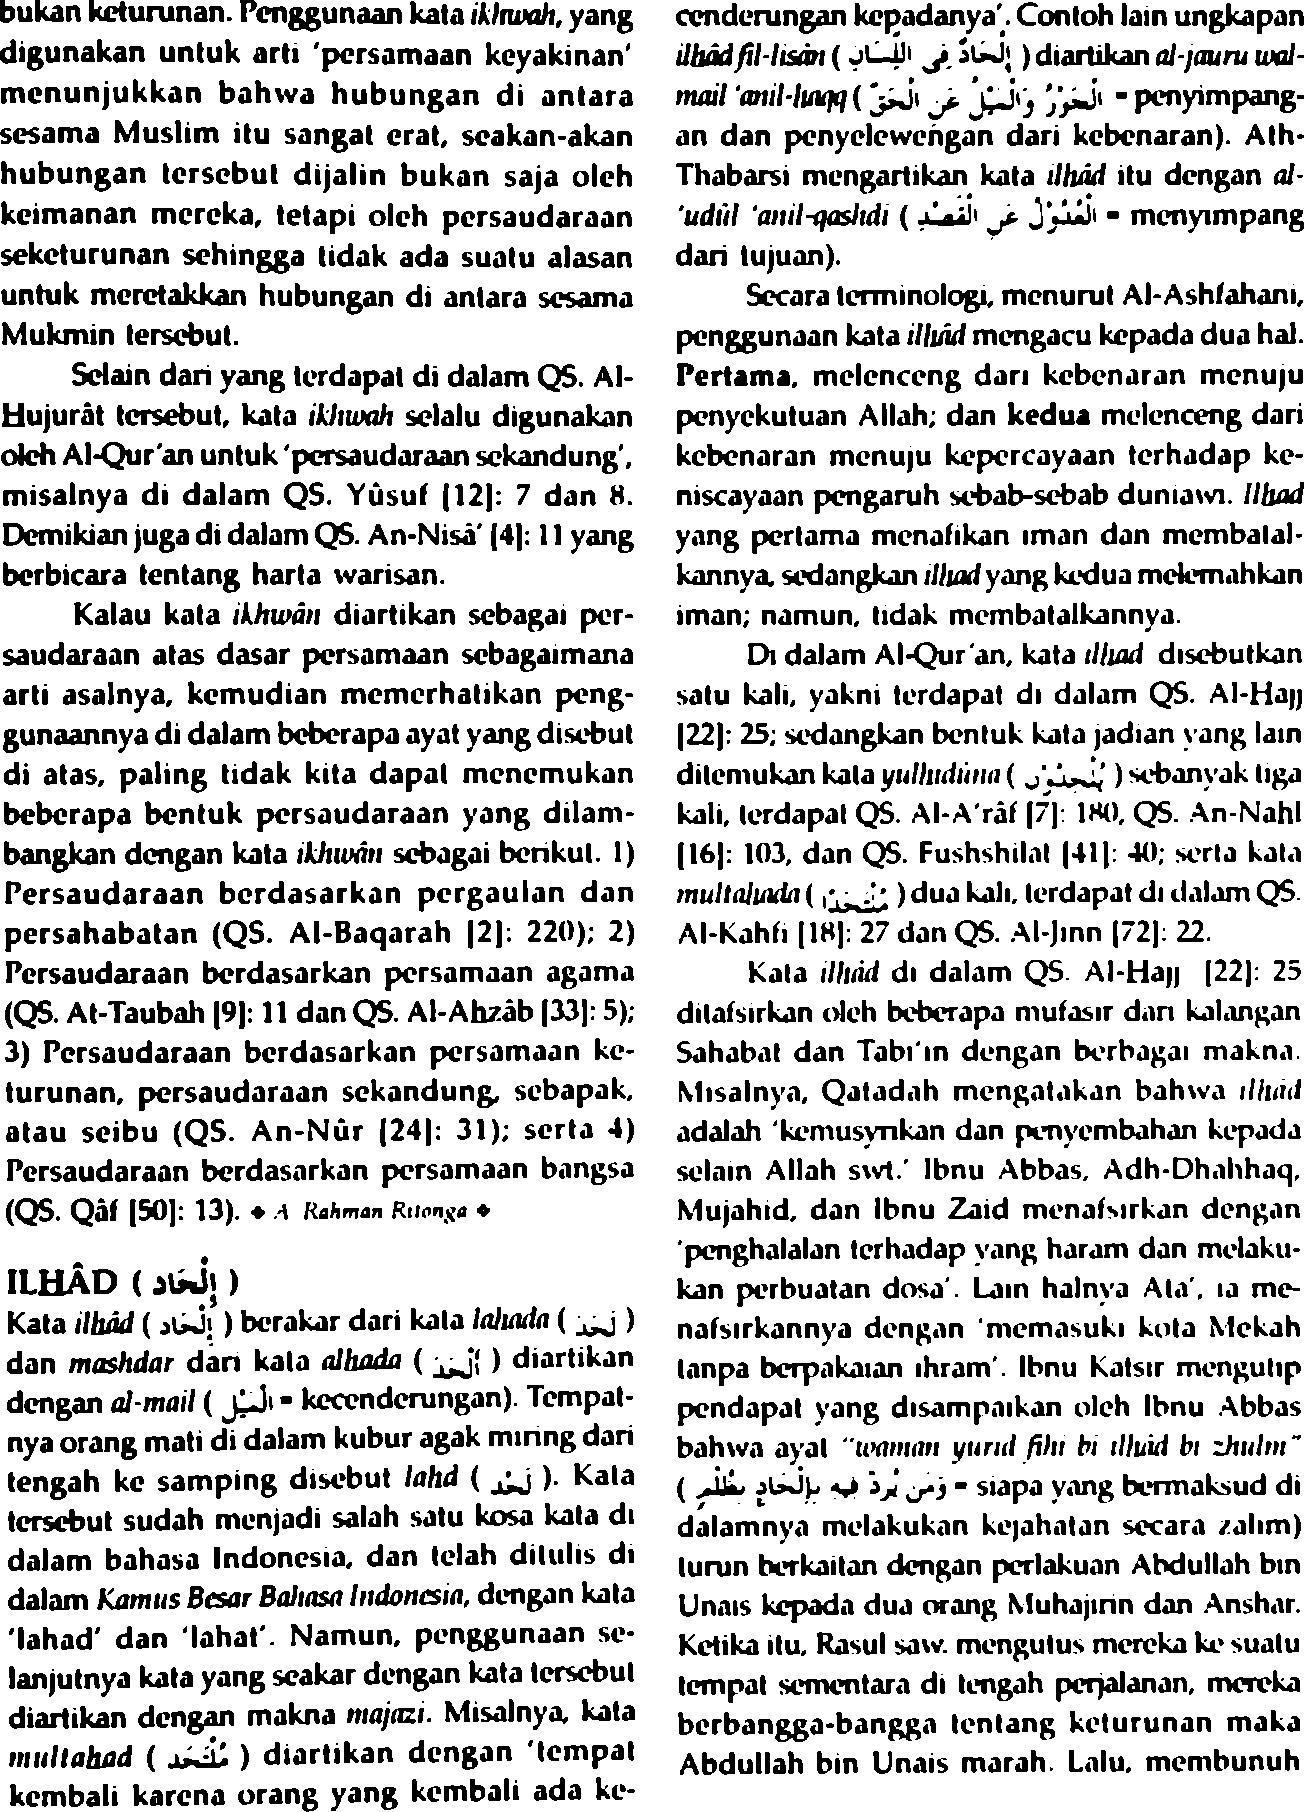 bukan keturunan. Penggunaan kata ikhwah, yang
digunakan untuk arti 'persamaan keyakinan'
menunjukkan bahwa hubungan di antara
sesama Muslim itu sangat erat, seakan-akan
hubungan tersebut dijalin bukan saja oleh
keimanan mereka, tetapi oleh persaudaraan
seketurunan sehingga tidak ada suatu alasan
untuk meretakkan hubungan di antara sesama
Mukmin tersebut.
Selain dari yang terdapat di dalam QS. Al-
Hujurât tersebut, kata ikhwah selalu digunakan
oleh Al-Qur'an untuk 'persaudaraan sekandung',
misalnya di dalam QS. Yûsuf [12]: 7 dan 8.
Demikian juga di dalam QS. An-Nisâ' [4]: 11 yang
berbicara tentang harta warisan.
Kalau kata ikhwân diartikan sebagai per-
saudaraan atas dasar persamaan sebagaimana
arti asalnya, kemudian memerhatikan peng-
gunaannya di dalam beberapa ayat yang disebut
di atas, paling tidak kita dapat menemukan
beberapa bentuk persaudaraan yang dilam-
bangkan dengan kata ikhwân sebagai berikut. 1)
Persaudaraan berdasarkan pergaulan dan
persahabatan (QS. Al-Baqarah [2]: 220); 2)
Persaudaraan berdasarkan persamaan agama
(QS. At-Taubah [9]: 11 dan QS. Al-Ahzâb [33]: 5);
3) Persaudaraan berdasarkan persamaan ke-
turunan, persaudaraan sekandung, sebapak,
atau seibu (QS. An-Nûr [24]: 31); serta 4)
Persaudaraan berdasarkan persamaan bangsa
(QS. Qâf [50]: 13). ♦ A Rahman Ritonga ♦
ILHÂD ( إِلْحَاد )
Kata ilhâd ( إِلْحَاد ) berakar dari kata lahada ( لَحَدَ )
dan mashdar dari kata alhada ( أَلْحَدَ ) diartikan
dengan al-mail ( الْمَيْل = kecenderungan). Tempat-
nya orang mati di dalam kubur agak miring dari
tengah ke samping disebut lahd ( لَحْد ). Kata
tersebut sudah menjadi salah satu kosa kata di
dalam bahasa Indonesia, dan telah ditulis di
dalam Kamus Besar Bahasa Indonesia, dengan kata
'lahad' dan 'lahat'. Namun, penggunaan se-
lanjutnya kata yang seakar dengan kata tersebut
diartikan dengan makna majazi. Misalnya, kata
multahad ( مُلْتَحَد ) diartikan dengan 'tempat
kembali karena orang yang kembali ada ke-
cenderungan kepadanya'. Contoh lain ungkapan
ilhâd fil-lisân ( إِلْحَادٌ فِى اللِّسَانِ ) diartikan al-jauru wal-
mail 'anil-haqq ( الْجَوْرُ وَالْمَيْلُ عَنِ الْحَقِّ = penyimpang-
an dan penyelewengan dari kebenaran). Ath-
Thabarsi mengartikan kata ilhâd itu dengan al-
'udûl 'anil-qashdi ( الْعُدُوْلُ عَنِ الْقَصْدِ = menyimpang
dari tujuan).
Secara terminologi, menurut Al-Ashfahani,
penggunaan kata ilhâd mengacu kepada dua hal.
Pertama, melenceng dari kebenaran menuju
penyekutuan Allah; dan kedua melenceng dari
kebenaran menuju kepercayaan terhadap ke-
niscayaan pengaruh sebab-sebab duniawi. Ilhad
yang pertama menafikan iman dan membatal-
kannya, sedangkan ilhad yang kedua melemahkan
iman; namun, tidak membatalkannya.
Di dalam Al-Qur'an, kata ilhad disebutkan
satu kali, yakni terdapat di dalam QS. Al-Hajj
[22]: 25; sedangkan bentuk kata jadian yang lain
ditemukan kata yulhidûna ( يُلْحِدُوْنَ ) sebanyak tiga
kali, terdapat QS. Al-A'râf [7]: 180, QS. An-Nahl
[16]: 103, dan QS. Fushshilat [41]: 40; serta kata
multahada ( مُلْتَحَدًا ) dua kali, terdapat di dalam QS.
Al-Kahfi [18]: 27 dan QS. Al-Jinn [72]: 22.
Kata ilhâd di dalam QS. Al-Hajj [22]: 25
ditafsirkan oleh beberapa mufasir dari kalangan
Sahabat dan Tabi'in dengan berbagai makna.
Misalnya, Qatadah mengatakan bahwa ilhâd
adalah 'kemusyrikan dan penyembahan kepada
selain Allah swt.' Ibnu Abbas, Adh-Dhahhaq,
Mujahid, dan Ibnu Zaid menafsirkan dengan
'penghalalan terhadap yang haram dan melaku-
kan perbuatan dosa'. Lain halnya Ata', ia me-
nafsirkannya dengan 'memasuki kota Mekah
tanpa berpakaian ihram'. Ibnu Katsir mengutip
pendapat yang disampaikan oleh Ibnu Abbas
bahwa ayat "waman yurid fihi bi ilhâd bi zhulm"
( وَمَنْ يُرِدْ فِيهِ بِإِلْحَادٍ بِظُلْمٍ = siapa yang bermaksud di
dalamnya melakukan kejahatan secara zalim)
turun berkaitan dengan perlakuan Abdullah bin
Unais kepada dua orang Muhajirin dan Anshar.
Ketika itu, Rasul saw. mengutus mereka ke suatu
tempat sementara di tengah perjalanan, mereka
berbangga-bangga tentang keturunan maka
Abdullah bin Unais marah. Lalu, membunuh